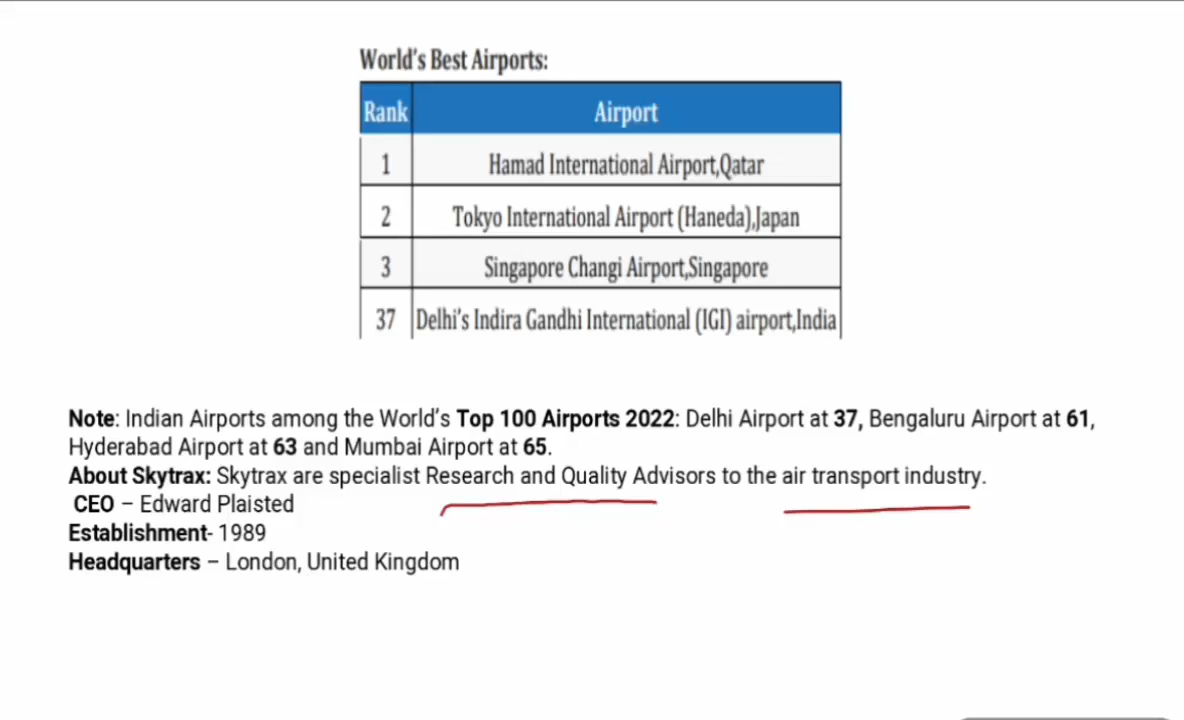 World's Best Airports:
Rank Airport
1 Hamad International Airport,Qatar
2 Tokyo International Airport (Haneda),Japan
3 Singapore Changi Airport,Singapore
37 Delhi's Indira Gandhi International (IGI) airport,India
Note: Indian Airports among the World's Top 100 Airports 2022: Delhi Airport at 37, Bengaluru Airport at 61,
Hyderabad Airport at 63 and Mumbai Airport at 65.
About Skytrax: Skytrax are specialist Research and Quality Advisors to the air transport industry.
CEO – Edward Plaisted
Establishment- 1989
Headquarters – London, United Kingdom